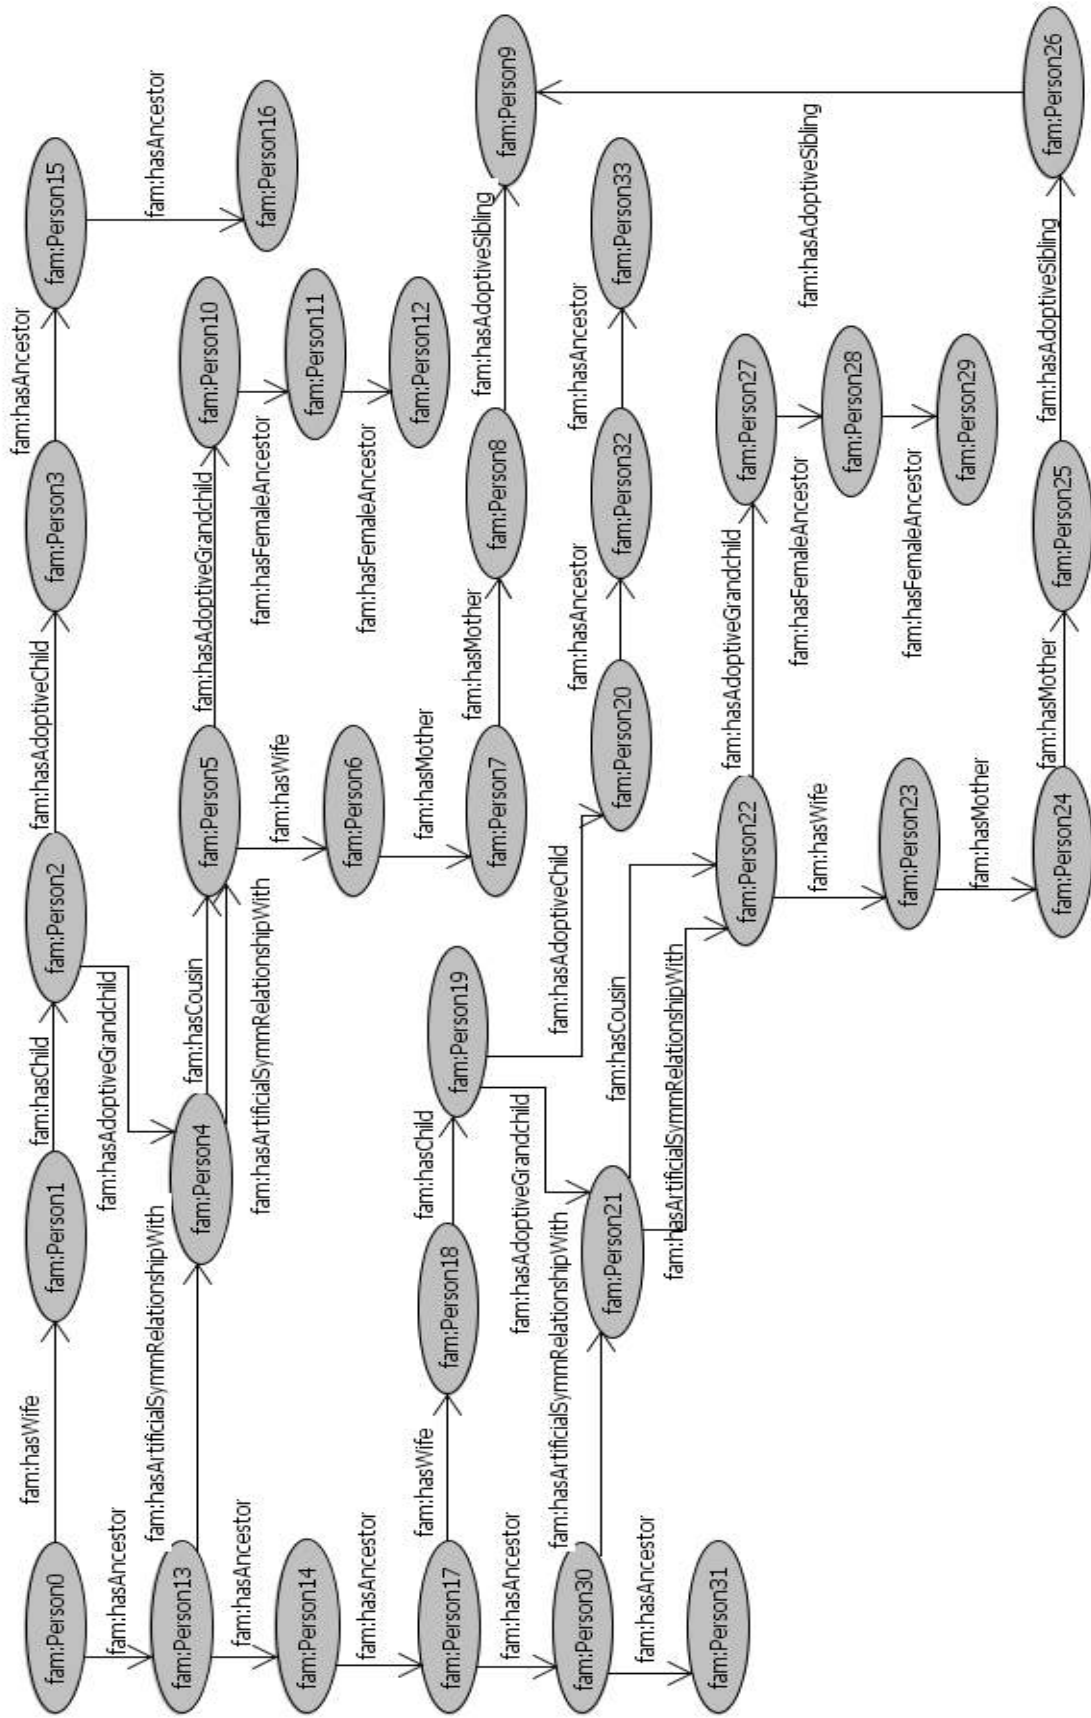 fam:Person0
fam:hasWife
fam:Person1
fam:hasChild
fam:Person2
fam:hasAdoptiveChild
fam:Person3
fam:hasAncestor
fam:Person15
fam:hasAncestor
fam:Person16
fam:hasAncestor
fam:Person13
fam:hasArtificialSymmRelationshipWith
fam:hasAdoptiveGrandchild
fam:Person4
fam:hasCousin
fam:hasArtificialSymmRelationshipWith
fam:Person5
fam:hasAdoptiveGrandchild
fam:Person10
fam:hasFemaleAncestor
fam:Person11
fam:hasFemaleAncestor
fam:Person12
fam:hasWife
fam:Person6
fam:hasMother
fam:Person7
fam:hasMother
fam:Person8
fam:hasAdoptiveSibling
fam:Person9
fam:hasAncestor
fam:Person14
fam:hasAncestor
fam:Person17
fam:hasWife
fam:Person18
fam:hasChild
fam:Person19
fam:hasAdoptiveChild
fam:Person20
fam:hasAncestor
fam:Person32
fam:hasAncestor
fam:Person33
fam:hasAdoptiveGrandchild
fam:hasAncestor
fam:Person30
fam:hasArtificialSymmRelationshipWith
fam:Person21
fam:hasCousin
fam:hasArtificialSymmRelationshipWith
fam:Person22
fam:hasAdoptiveGrandchild
fam:Person27
fam:hasFemaleAncestor
fam:Person28
fam:hasFemaleAncestor
fam:Person29
fam:hasAdoptiveSibling
fam:hasAncestor
fam:Person31
fam:hasWife
fam:Person23
fam:hasMother
fam:Person24
fam:hasMother
fam:Person25
fam:hasAdoptiveSibling
fam:Person26